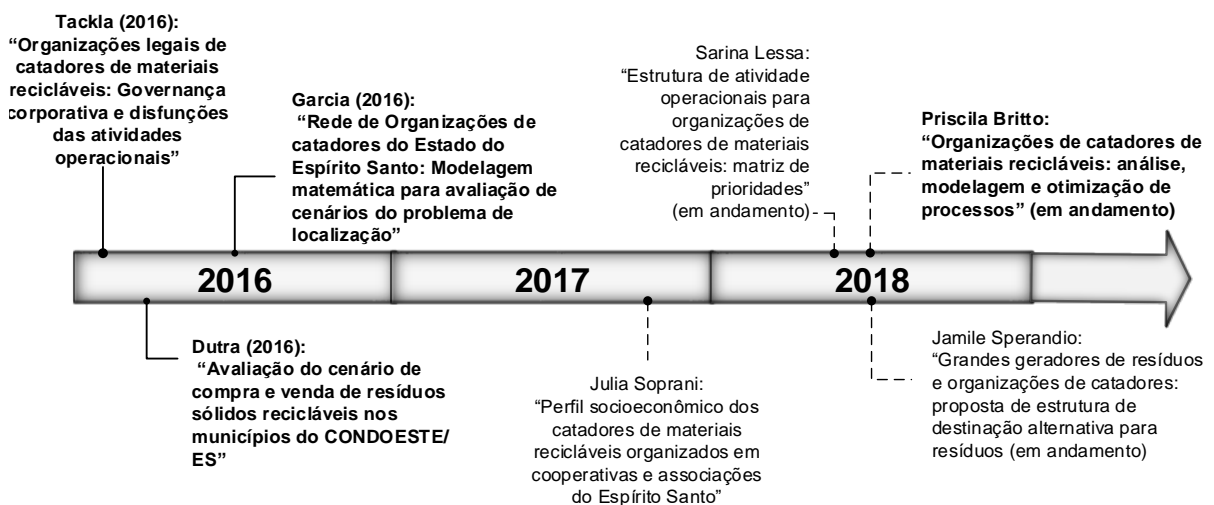 Tackla (2016):
“Organizações legais de
catadores de materiais
recicláveis: Governança
corporativa e disfunções
das atividades
operacionais”
Garcia (2016):
“Rede de Organizações de
catadores do Estado do
Espírito Santo: Modelagem
matemática para avaliação de
cenários do problema de
localização”
Sarina Lessa:
“Estrutura de atividade
operacionais para
organizações de
catadores de materiais
recicláveis: matriz de
prioridades”
(em andamento)
Priscila Britto:
“Organizações de catadores de
materiais recicláveis: análise,
modelagem e otimização de
processos” (em andamento)
2016
2017
2018
Dutra (2016):
“Avaliação do cenário de
compra e venda de resíduos
sólidos recicláveis nos
municípios do CONDOESTE/
ES”
Julia Soprani:
“Perfil socioeconômico dos
catadores de materiais
recicláveis organizados em
cooperativas e associações
do Espírito Santo”
Jamile Sperandio:
“Grandes geradores de resíduos
e organizações de catadores:
proposta de estrutura de
destinação alternativa para
resíduos (em andamento)